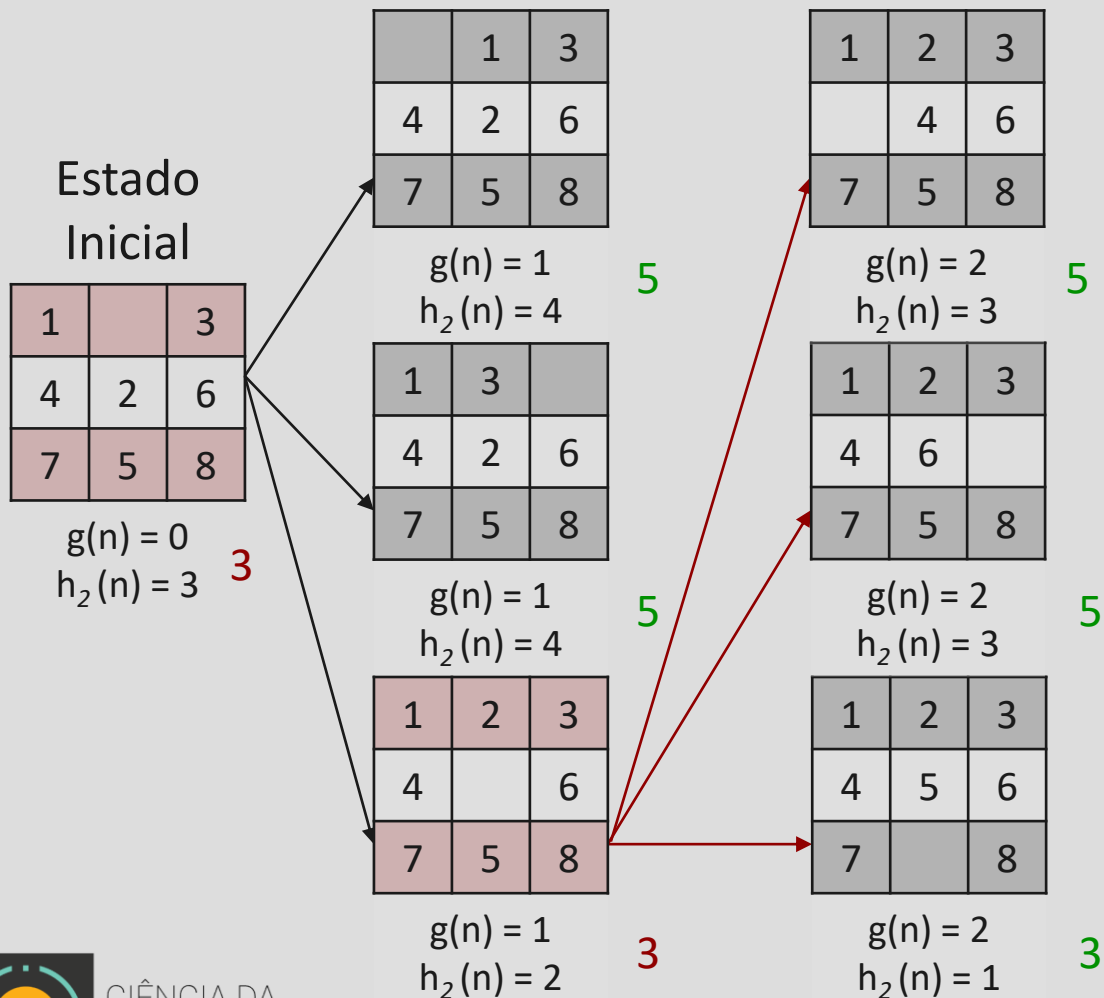 Estado
Inicial
1 3
4 2 6
7 5 8
g(n) = 0
h2 (n) = 3
3
1 3
4 2 6
7 5 8
g(n) = 1
h2 (n) = 4
5
1 3
4 2 6
7 5 8
g(n) = 1
h2 (n) = 4
5
1 2 3
4 6
7 5 8
g(n) = 1
h2 (n) = 2
3
1 2 3
4 6
7 5 8
g(n) = 2
h2 (n) = 3
5
1 2 3
4 6
7 5 8
g(n) = 2
h2 (n) = 3
5
1 2 3
4 5 6
7 8
g(n) = 2
h2 (n) = 1
3
CIÊNCIA DA